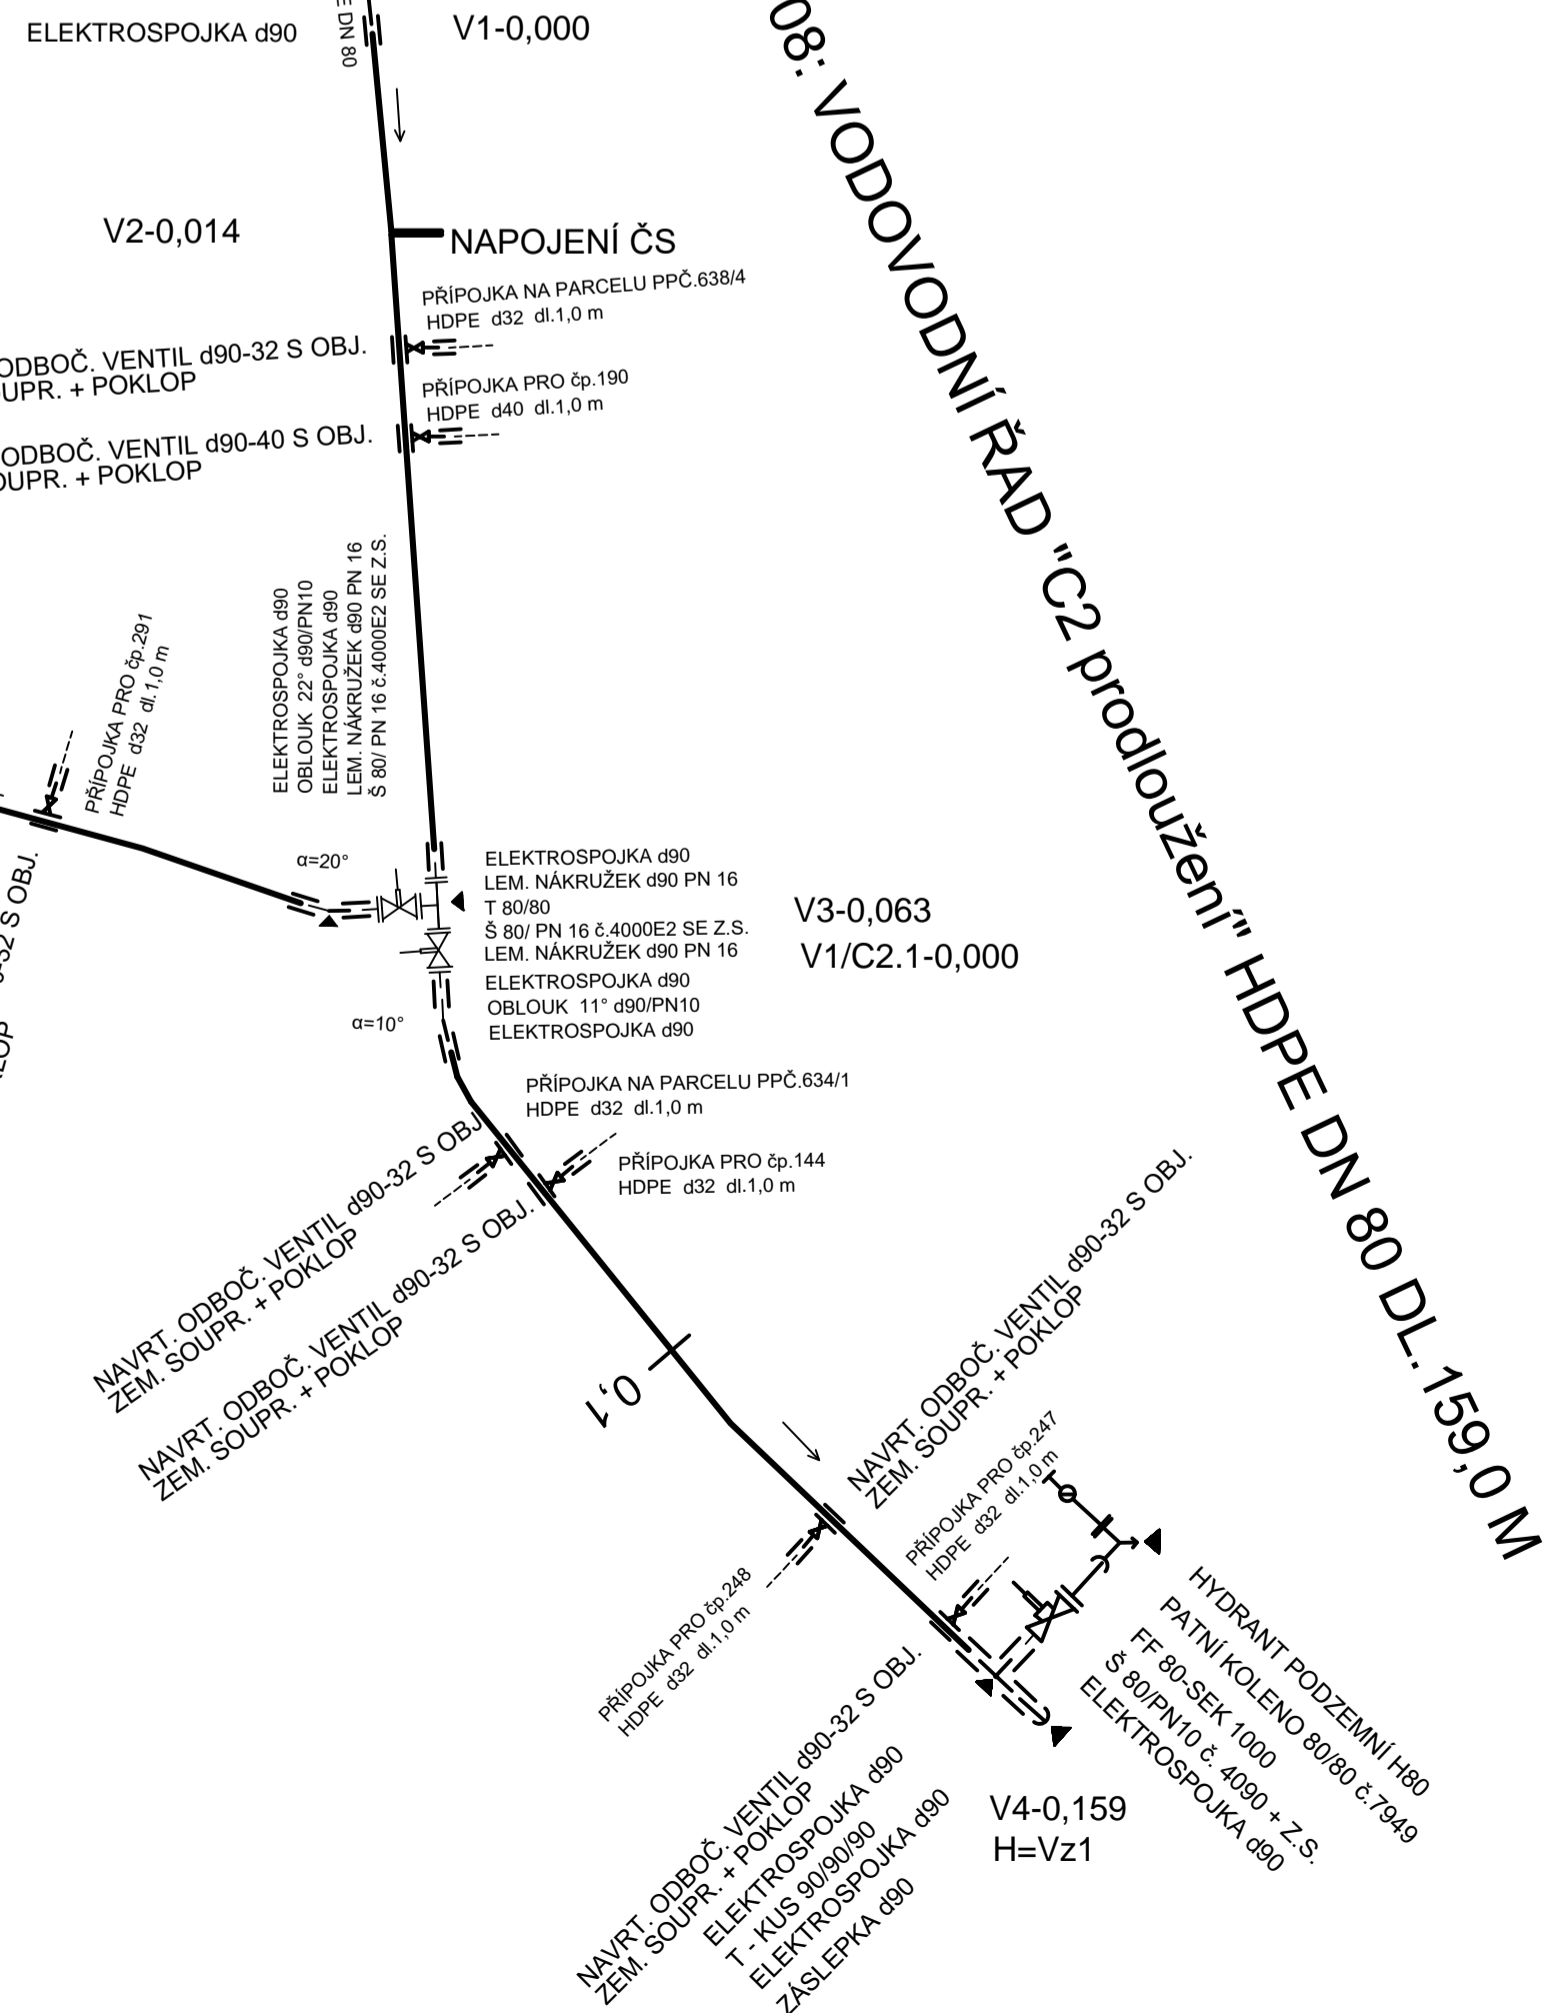 ELEKTROSPOJKA d90
DN 80
V1-0,000
08: VODOVODNÍ ŘAD "C2 prodloužení" HDPE DN 80 DL. 159,0 M
V2-0,014
NAPOJENÍ ČS
PŘÍPOJKA NA PARCELU PPČ.638/4
HDPE d32 dl.1,0 m
ODBOČ. VENTIL d90-32 S OBJ.
UPR. + POKLOP
PŘÍPOJKA PRO čp.190
HDPE d40 dl.1,0 m
ODBOČ. VENTIL d90-40 S OBJ.
OUPR. + POKLOP
ELEKTROSPOJKA d90
OBLOUK 22° d90/PN10
ELEKTROSPOJKA d90
LEM. NÁKRUŽEK d90 PN 16
Š 80/ PN 16 č.4000E2 SE Z.S.
PŘÍPOJKA PRO čp.291
HDPE d32 dl.1,0 m
-32 S OBJ.
LOP
α=20°
ELEKTROSPOJKA d90
LEM. NÁKRUŽEK d90 PN 16
T 80/80
Š 80/ PN 16 č.4000E2 SE Z.S.
LEM. NÁKRUŽEK d90 PN 16
ELEKTROSPOJKA d90
OBLOUK 11° d90/PN10
ELEKTROSPOJKA d90
V3-0,063
V1/C2.1-0,000
α=10°
PŘÍPOJKA NA PARCELU PPČ.634/1
HDPE d32 dl.1,0 m
PŘÍPOJKA PRO čp.144
HDPE d32 dl.1,0 m
NAVRT. ODBOČ. VENTIL d90-32 S OBJ.
ZEM. SOUPR. + POKLOP
NAVRT. ODBOČ. VENTIL d90-32 S OBJ.
ZEM. SOUPR. + POKLOP
0,1
NAVRT. ODBOČ. VENTIL d90-32 S OBJ.
ZEM. SOUPR. + POKLOP
PŘÍPOJKA PRO čp.247
HDPE d32 dl.1,0 m
PŘÍPOJKA PRO čp.248
HDPE d32 dl.1,0 m
HYDRANT PODZEMNÍ H80
PATNÍ KOLENO 80/80 č.7949
FF 80-SEK 1000
Š 80/PN10 č. 4090 + Z.S.
ELEKTROSPOJKA d90
NAVRT. ODBOČ. VENTIL d90-32 S OBJ.
ZEM. SOUPR. + POKLOP
ELEKTROSPOJKA d90
T - KUS 90/90/90
ELEKTROSPOJKA d90
ZÁSLEPKA d90
V4-0,159
H=Vz1